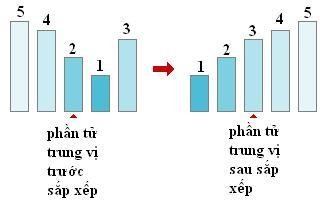 5
4
2
1
3
phần tử
trung vị
trước
sắp xếp
1
2
3
4
5
phần tử
trung vị
sau sắp
xếp